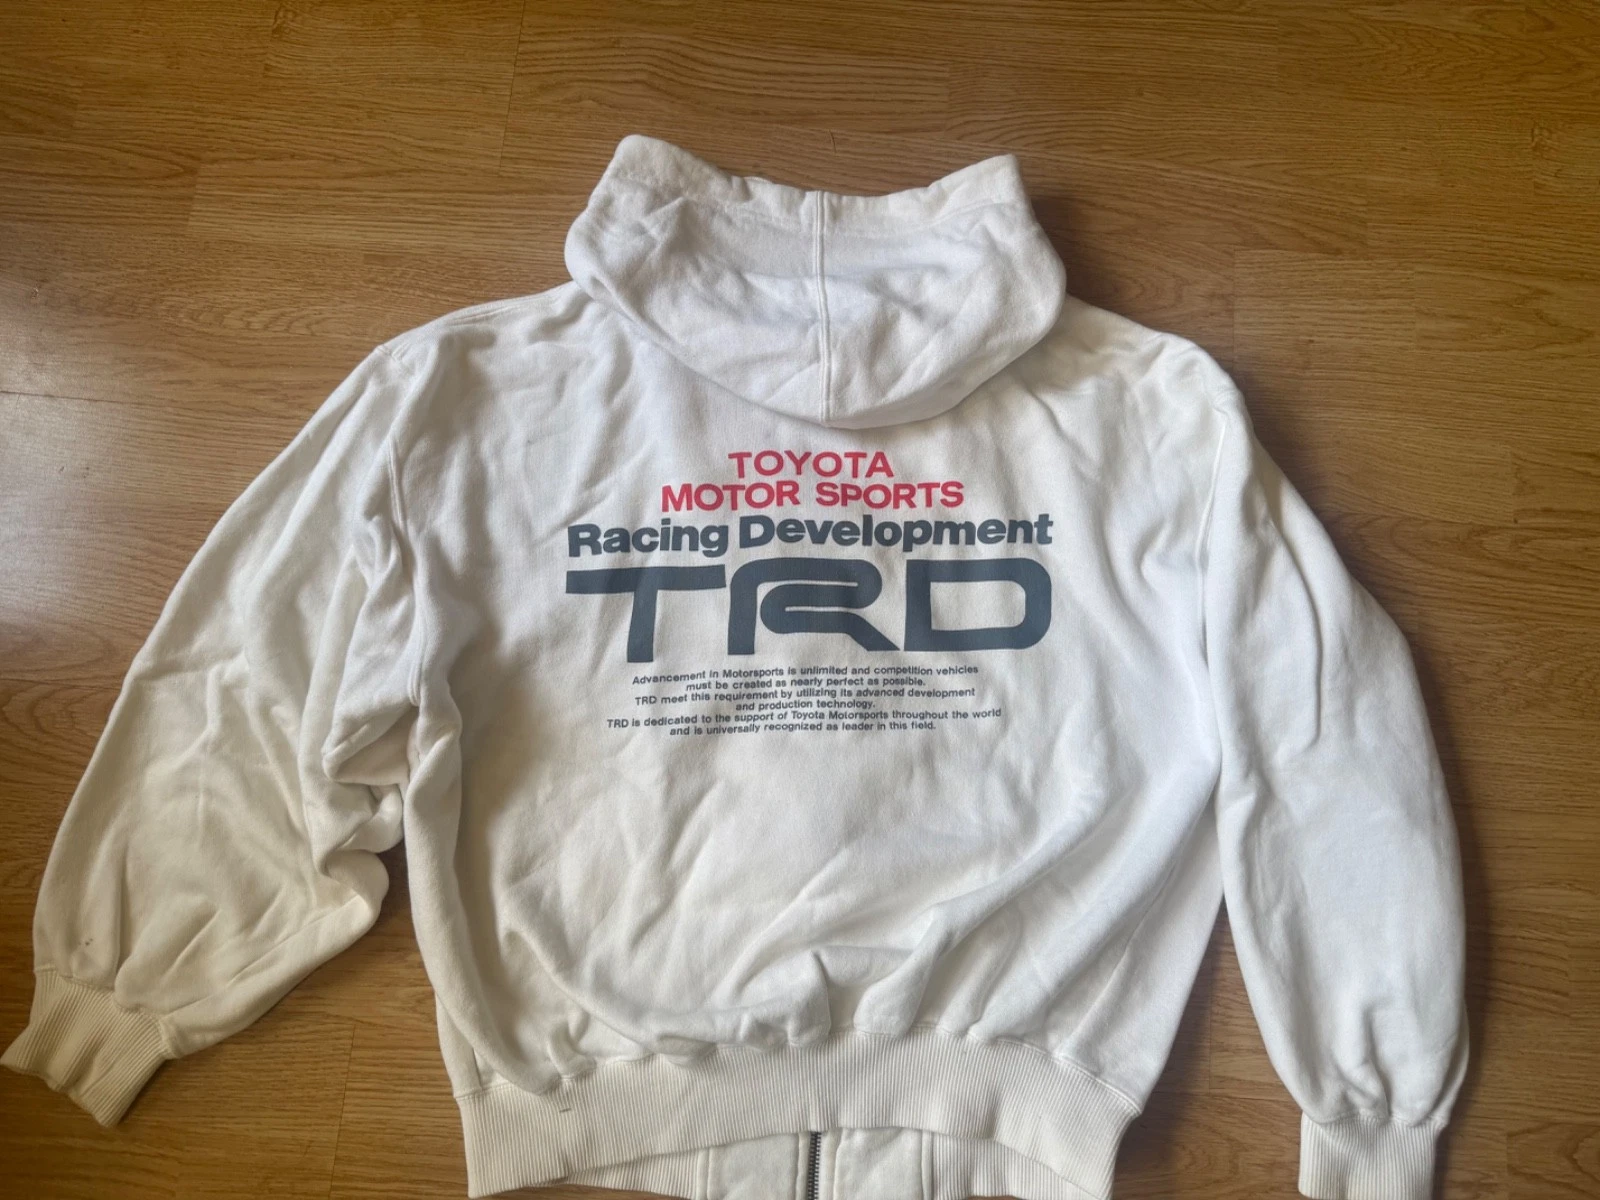 TOYOTA
MOTOR SPORTS
Racing Development
TRD
Advancement in Motorsports is unlimited and competition vehicles
must be created as nearly perfect as possible.
TRD meet this requirement by utilizing its advanced development
and production technology.
TRD is dedicated to the support of Toyota Motorsports throughout the world
and is universally recognized as leader in this field.